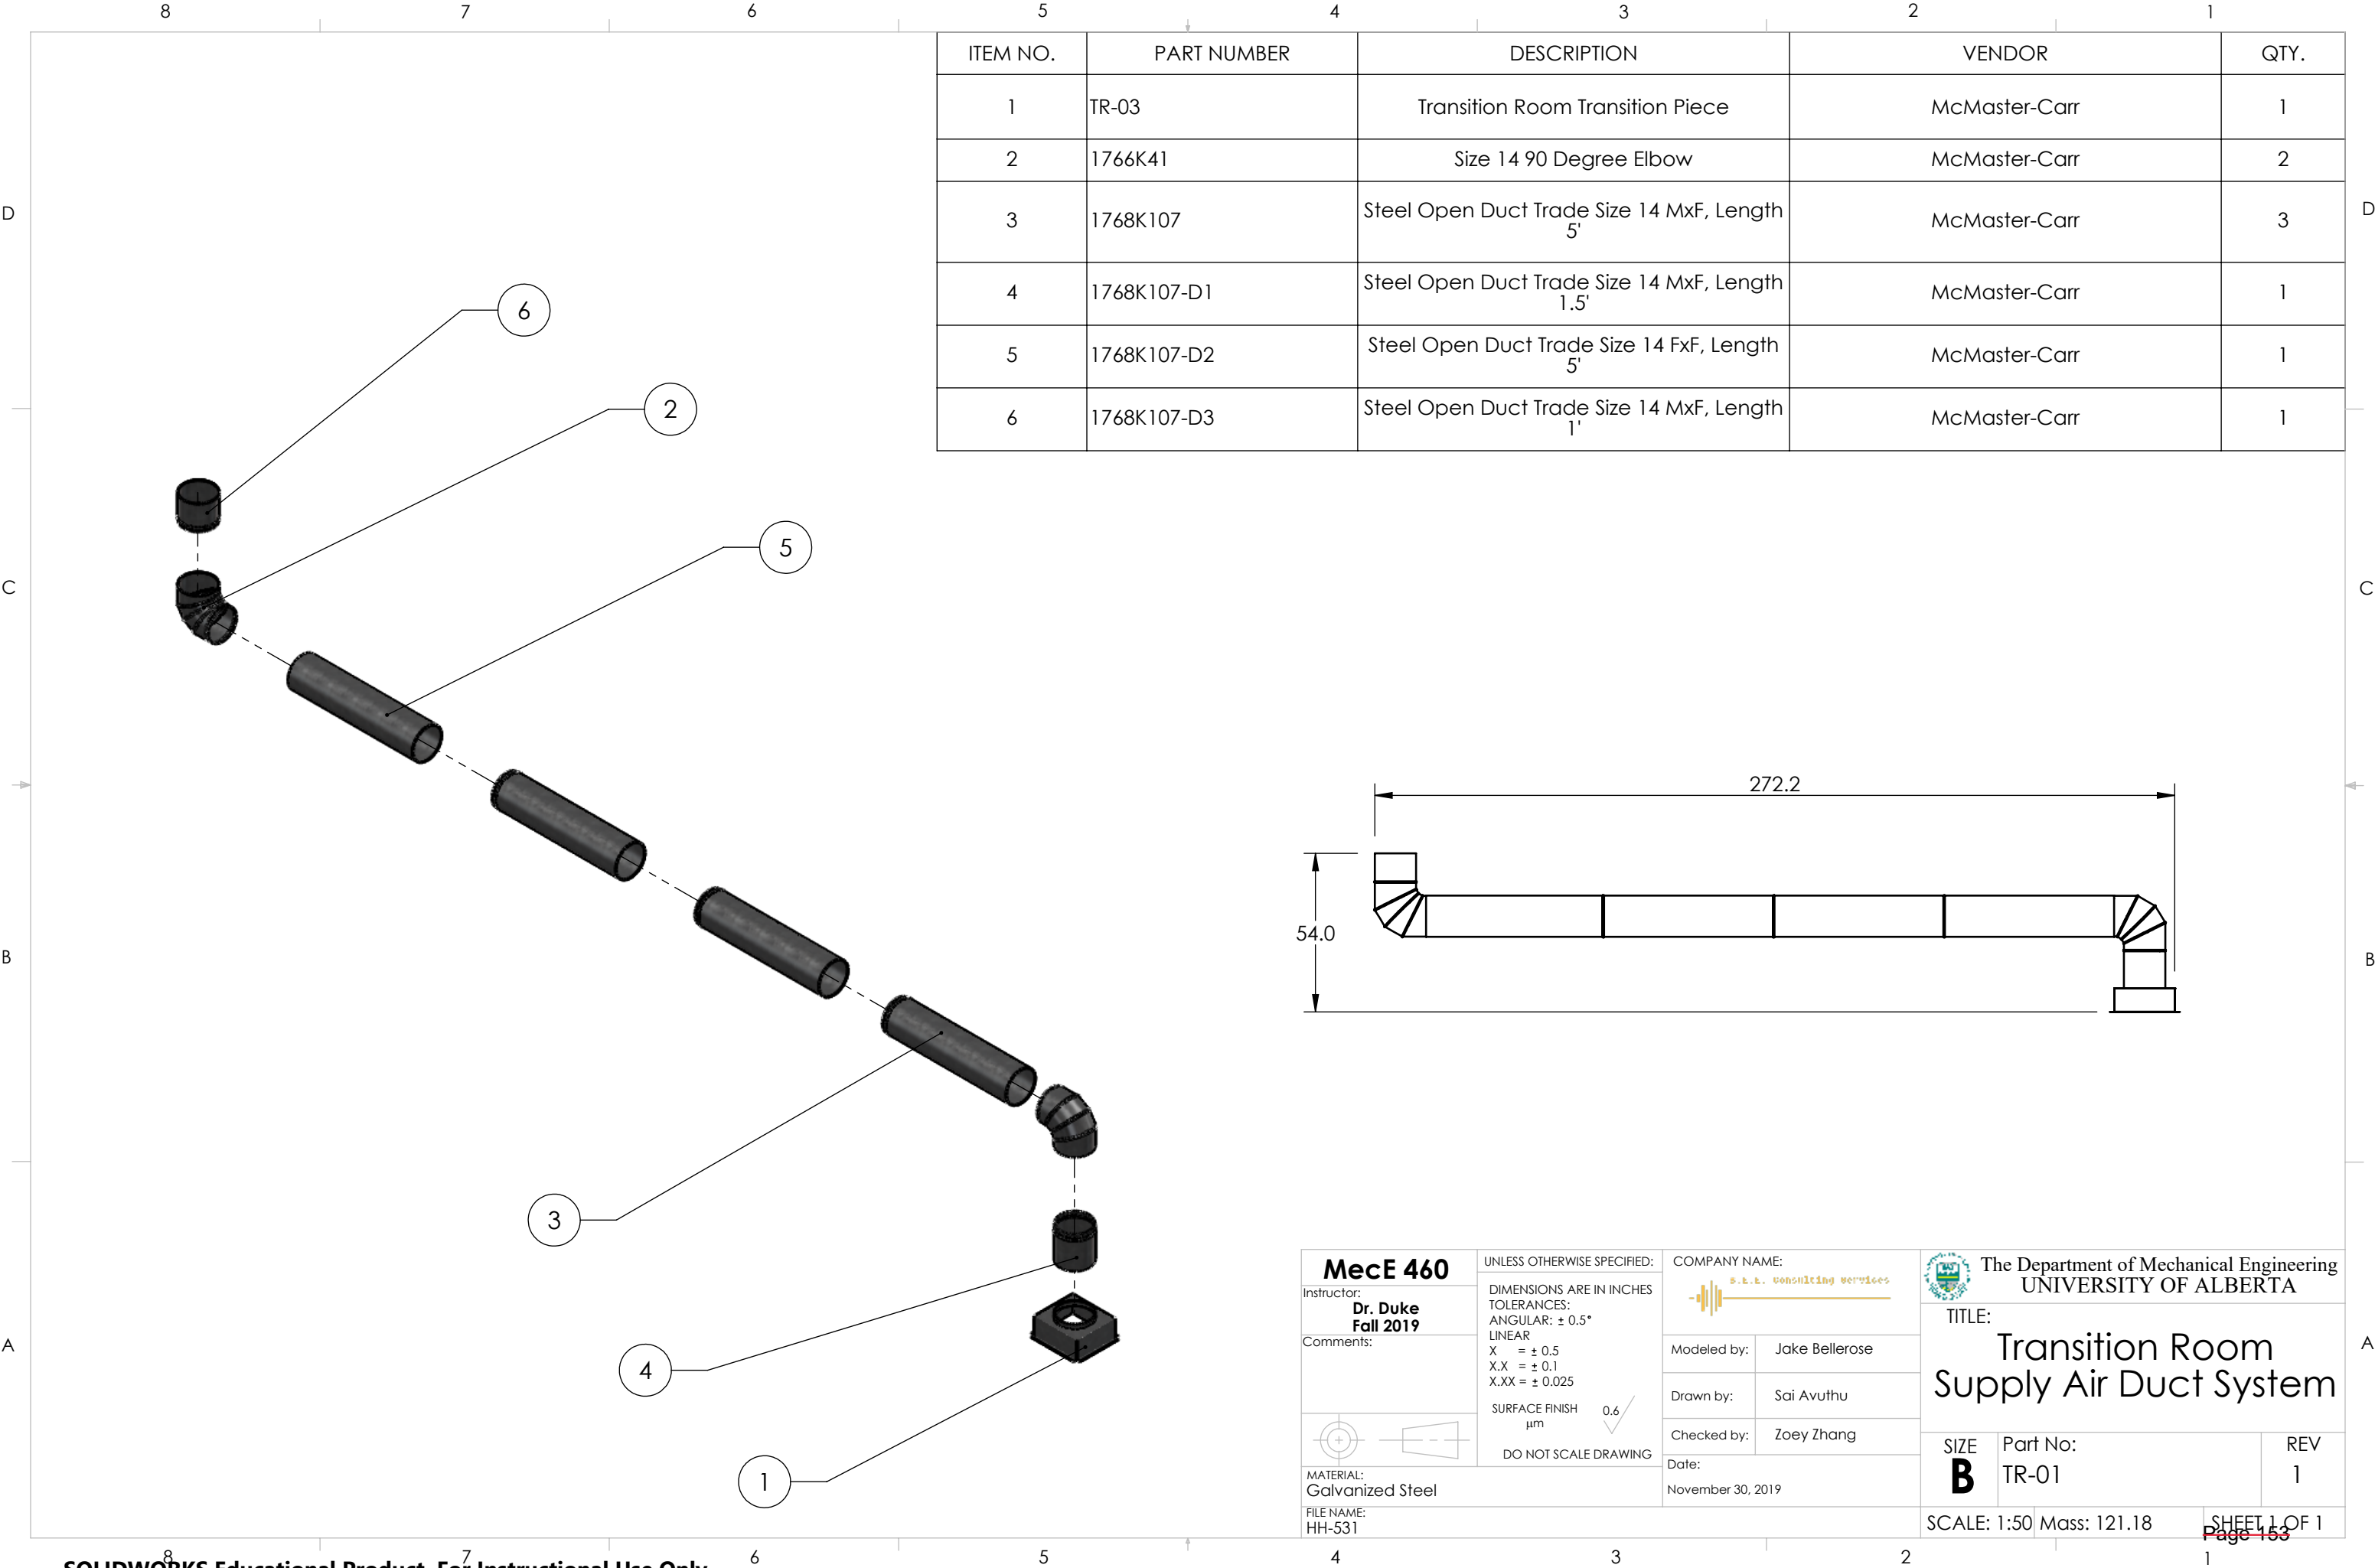 8 7 6 5 4 3 2 1
ITEM NO. PART NUMBER DESCRIPTION VENDOR QTY.
1 TR-03 Transition Room Transition Piece McMaster-Carr 1
2 1766K41 Size 14 90 Degree Elbow McMaster-Carr 2
3 1768K107 Steel Open Duct Trade Size 14 MxF, Length
5' McMaster-Carr 3
4 1768K107-D1 Steel Open Duct Trade Size 14 MxF, Length
1.5' McMaster-Carr 1
5 1768K107-D2 Steel Open Duct Trade Size 14 FxF, Length
5' McMaster-Carr 1
6 1768K107-D3 Steel Open Duct Trade Size 14 MxF, Length
1' McMaster-Carr 1
D D
6
2
5
C C
272.2
54.0
B B
3
4
1
A A
MecE 460
Instructor:
Dr. Duke
Fall 2019
Comments:
UNLESS OTHERWISE SPECIFIED:
DIMENSIONS ARE IN INCHES
TOLERANCES:
ANGULAR: ± 0.5°
LINEAR
X = ± 0.5
X.X = ± 0.1
X.XX = ± 0.025
SURFACE FINISH 0.6
µm
DO NOT SCALE DRAWING
MATERIAL:
Galvanized Steel
FILE NAME:
HH-531
COMPANY NAME:
Consulting Services
Modeled by: Jake Bellerose
Drawn by: Sai Avuthu
Checked by: Zoey Zhang
Date:
November 30, 2019
The Department of Mechanical Engineering
UNIVERSITY OF ALBERTA
TITLE:
Transition Room
Supply Air Duct System
SIZE
B
Part No:
TR-01
REV
1
SCALE: 1:50 Mass: 121.18 SHEET 1 OF 1
Page 153
8 7 6 5 4 3 2 1
SOLIDWORKS Educational Product. For Instructional Use Only.